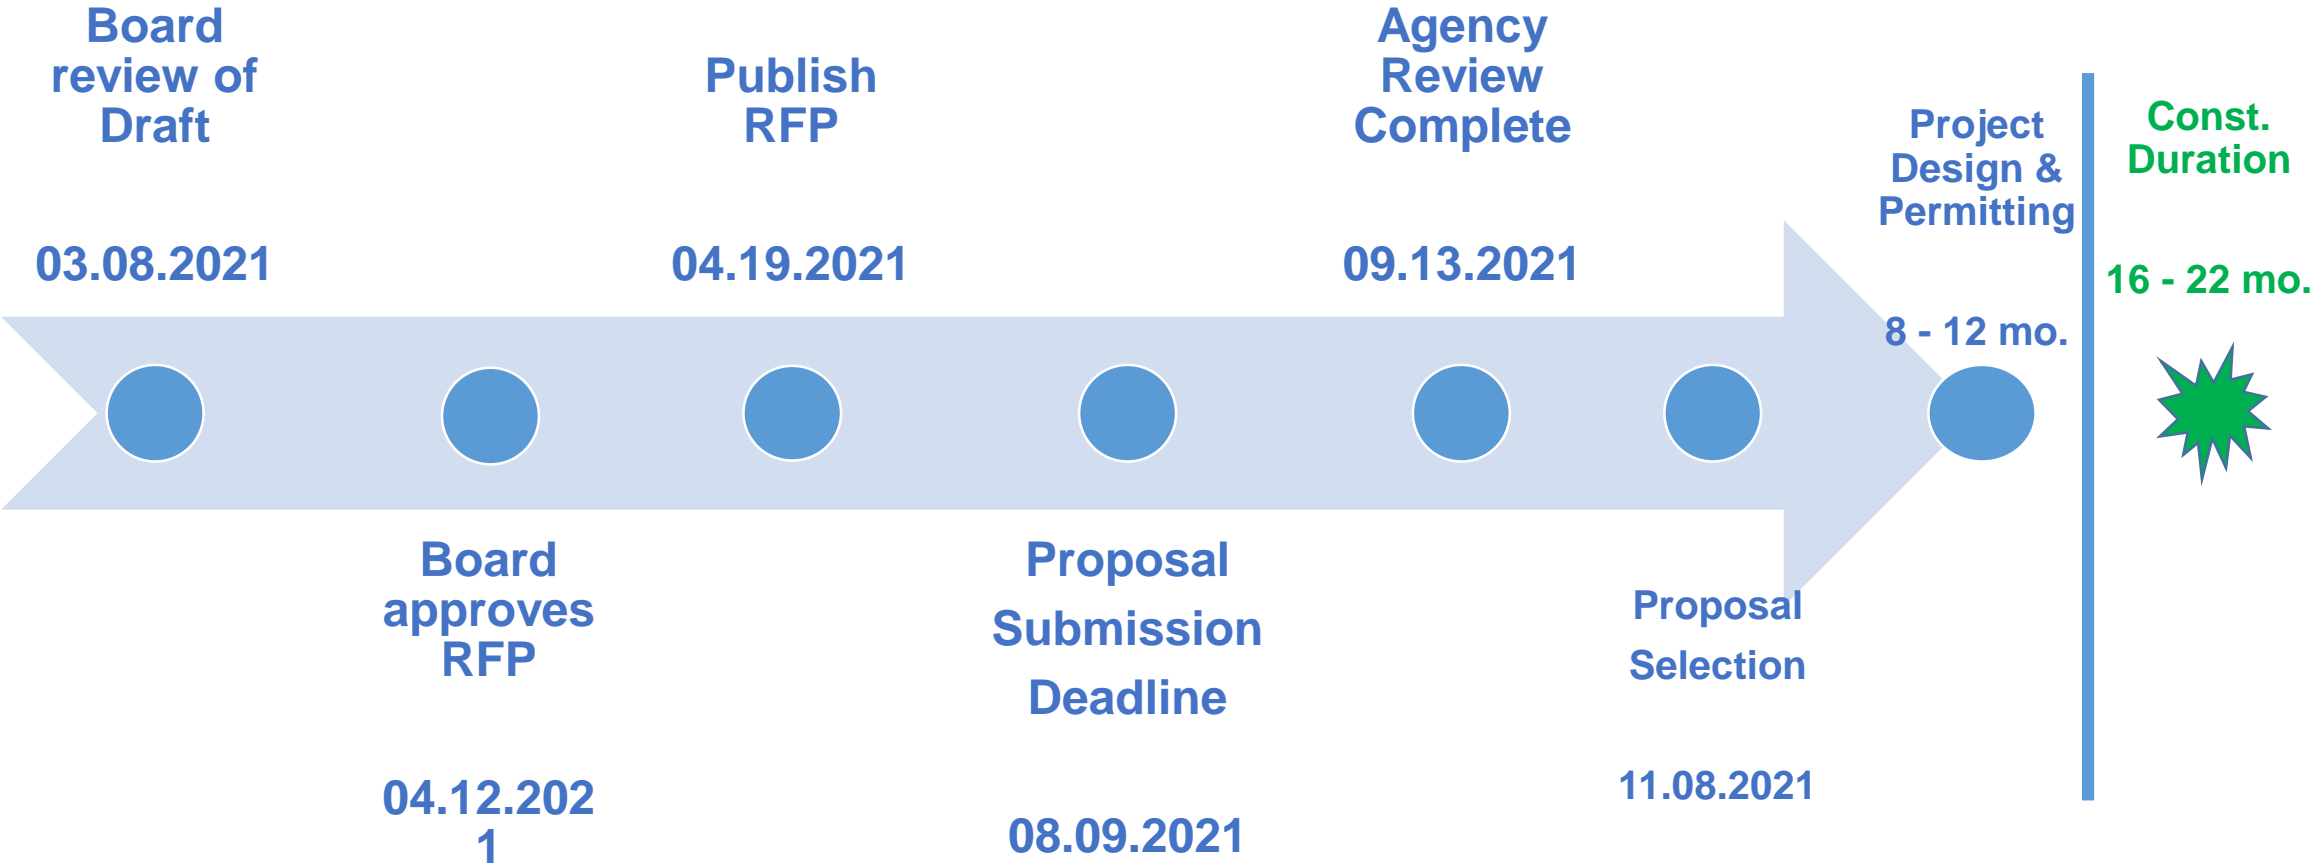 Board
review of
Draft
03.08.2021
Board
approves
RFP
04.12.202
1
Publish
RFP
04.19.2021
Proposal
Submission
Deadline
08.09.2021
Agency
Review
Complete
09.13.2021
Proposal
Selection
11.08.2021
Project
Design &
Permitting
8 - 12 mo.
Const.
Duration
16 - 22 mo.